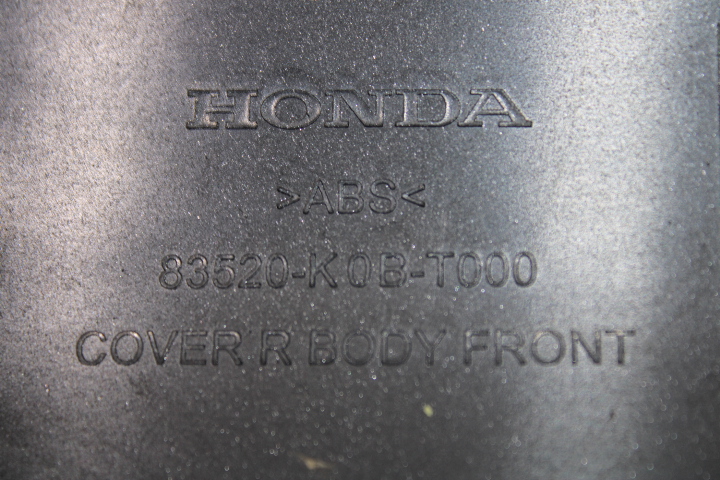 HONDA
>ABS<
83520-K0B-T000
COVER R BODY FRONT